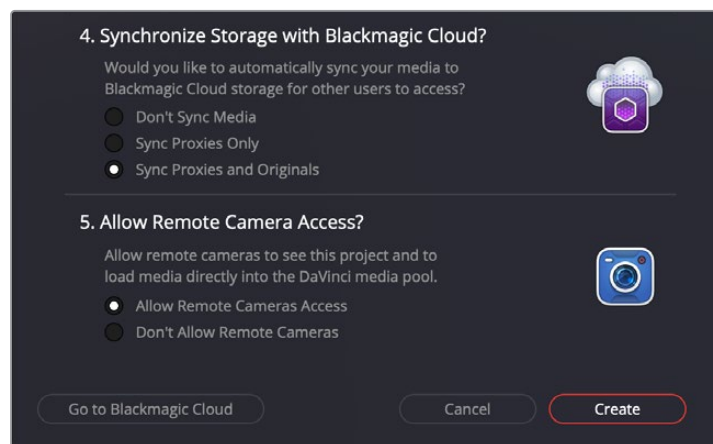 4. Synchronize Storage with Blackmagic Cloud?
Would you like to automatically sync your media to
Blackmagic Cloud storage for other users to access?
Don't Sync Media
Sync Proxies Only
Sync Proxies and Originals
5. Allow Remote Camera Access?
Allow remote cameras to see this project and to
load media directly into the DaVinci media pool.
Allow Remote Cameras Access
Don't Allow Remote Cameras
Go to Blackmagic Cloud
Cancel
Create